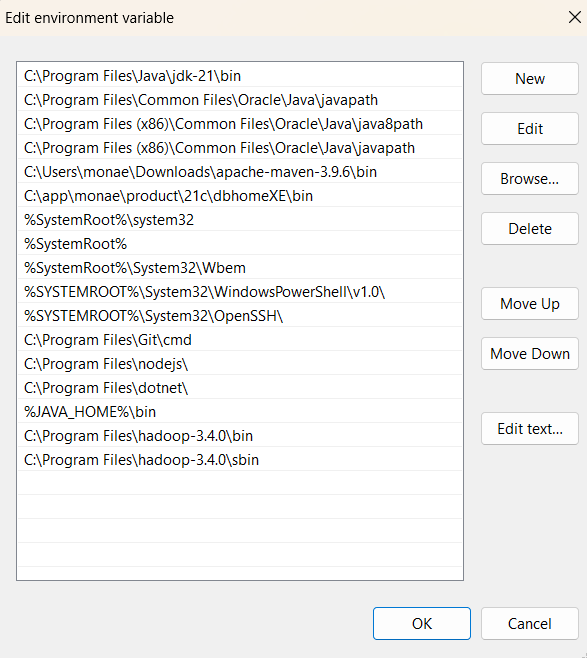 Edit environment variable
C:\Program Files\Java\jdk-21\bin
C:\Program Files\Common Files\Oracle\Java\javapath
C:\Program Files (x86)\Common Files\Oracle\Java\java8path
C:\Program Files (x86)\Common Files\Oracle\Java\javapath
C:\Users\monae\Downloads\apache-maven-3.9.6\bin
C:\app\monae\product\21c\dbhomeXE\bin
%SystemRoot%\system32
%SystemRoot%
%SystemRoot%\System32\Wbem
%SYSTEMROOT%\System32\WindowsPowerShell\v1.0\
%SYSTEMROOT%\System32\OpenSSH\
C:\Program Files\Git\cmd
C:\Program Files\nodejs\
C:\Program Files\dotnet\
%JAVA_HOME%\bin
C:\Program Files\hadoop-3.4.0\bin
C:\Program Files\hadoop-3.4.0\sbin
New
Edit
Browse...
Delete
Move Up
Move Down
Edit text...
OK
Cancel